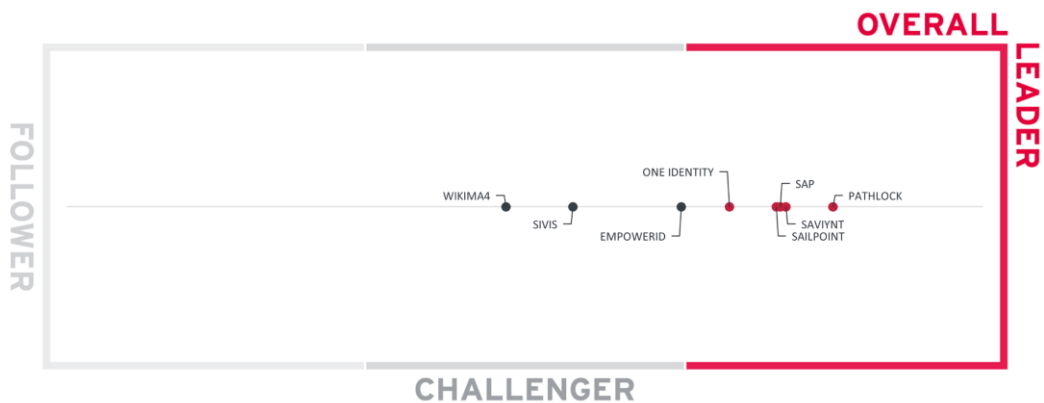 OVERALL
LEADER
FOLLOWER
ONE IDENTITY
SAP
WIKIMA4
PATHLOCK
SIVIS
SAVIYNT
EMPOWERID
SAILPOINT
CHALLENGER